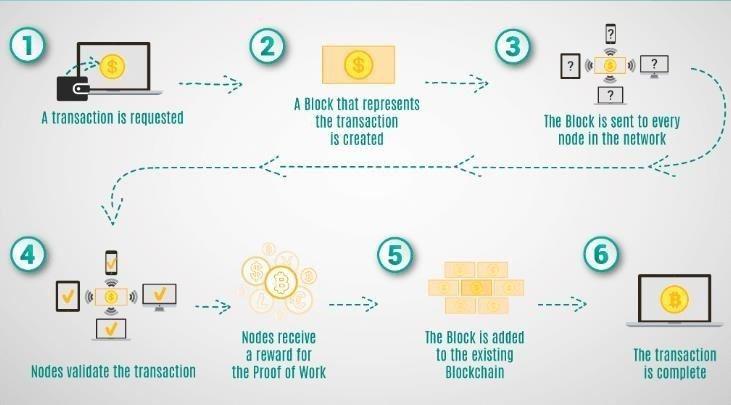 1
A transaction is requested
2
A Block that represents
the transaction
is created
3
? ? ? ?
The Block is sent to every
node in the network
4
Nodes validate the transaction
Nodes receive
a reward for
the Proof of Work
5
The Block is added
to the existing
Blockchain
6
The transaction
is complete